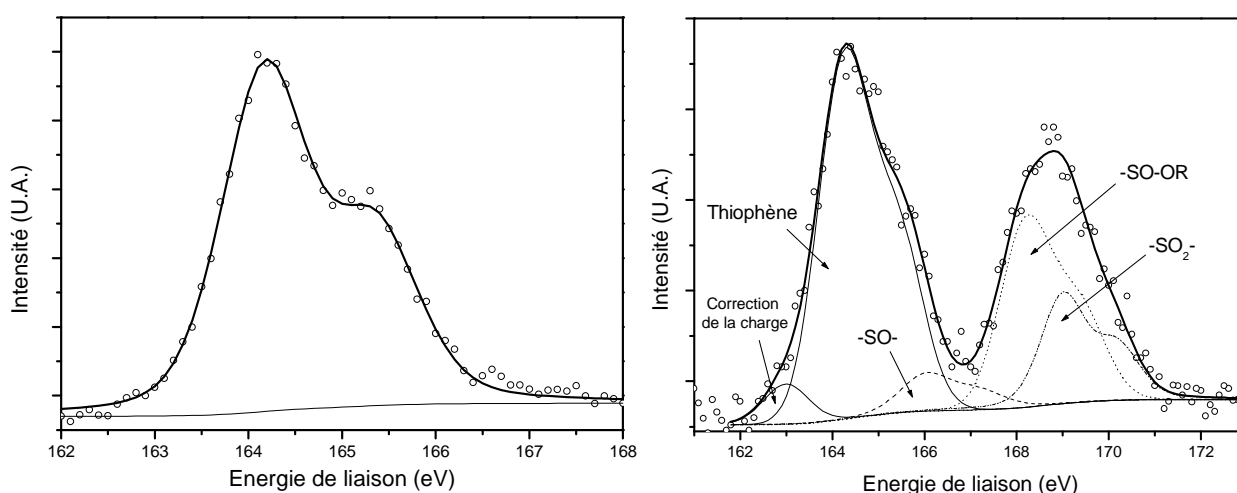 Intensité (U.A.)
162 163 164 165 166 167 168
Energie de liaison (eV)
Intensité (U.A.)
-SO-OR
Thiophène
-SO2-
Correction
de la charge
-SO-
162 164 166 168 170 172
Energie de liaison (eV)